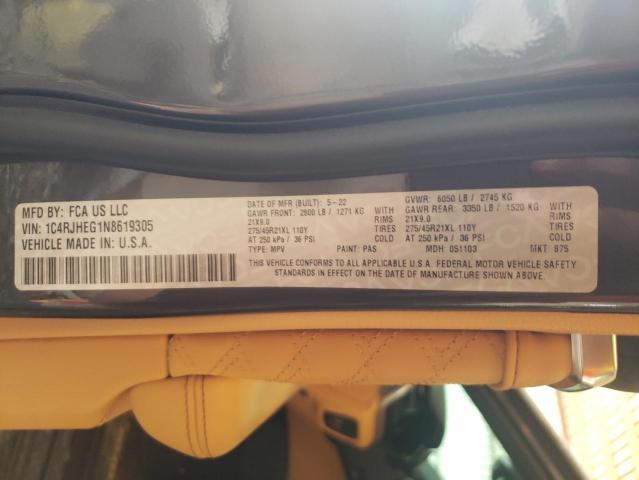 MFD BY: FCA US LLC
VIN: 1C4RJHEG1N8619305
VEHICLE MADE IN U.S.A.
DATE OF MFR (BUILT): 5-22
GAWR FRONT: 2800 LB / 1271 KG WITH
21X9.0 RIMS
275/45R21XL 110Y TIRES
AT 250 kPa / 36 PSI COLD
TYPE: MPV PAINT: PAS
GVWR: 6050 LB / 2745 KG
GAWR REAR: 3350 LB / 1520 KG WITH
21X9.0 RIMS
275/45R21XL 110Y TIRES
AT 250 kPa / 36 PSI COLD
MDH: 051103 MKT: 87S
THIS VEHICLE CONFORMS TO ALL APPLICABLE U.S.A. FEDERAL MOTOR VEHICLE SAFETY
STANDARDS IN EFFECT ON THE DATE OF MANUFACTURE SHOWN ABOVE.